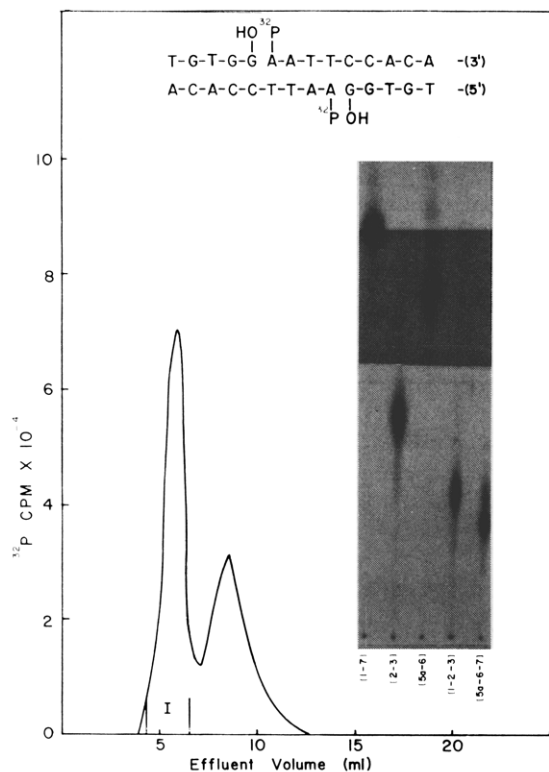 HO 32P
T-G-T-G-G-A-A-T-T-C-C-A-C-A -(3')
A-C-A-C-C-T-T-A-A-G-G-T-G-T -(5')
32P OH
10
8
6
4
2
0
32P CPM X 10-4
I
5 10 15 20
Effluent Volume (ml)
[1-7]
[2-3]
[5a-6]
[1-2-3]
[5a-6-7]